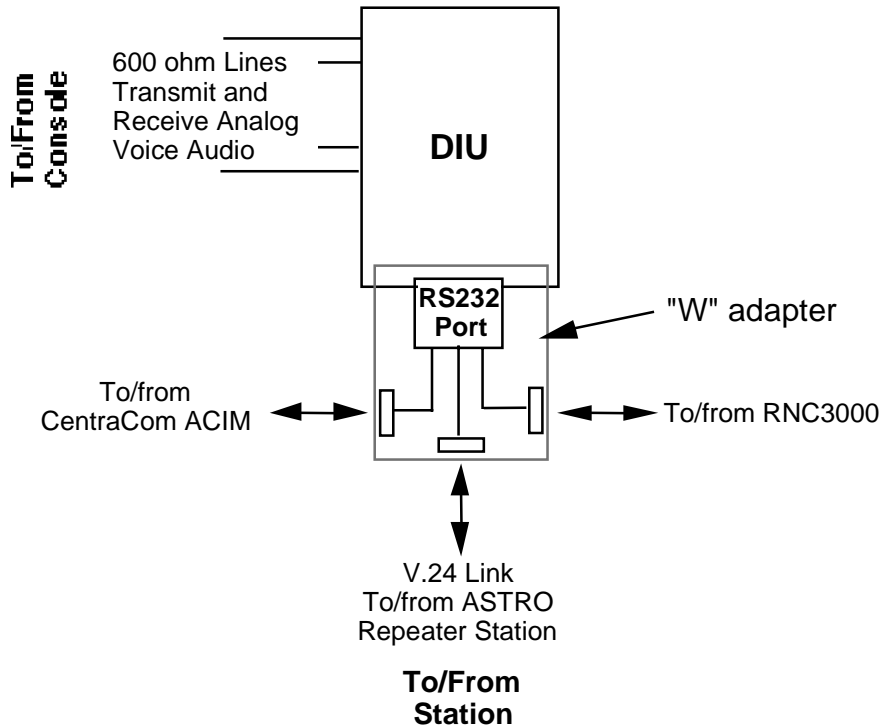 To/From
Console
600 ohm Lines
Transmit and
Receive Analog
Voice Audio
DIU
RS232
Port
"W" adapter
To/from
CentraCom ACIM
To/from RNC3000
V.24 Link
To/from ASTRO
Repeater Station
To/From
Station